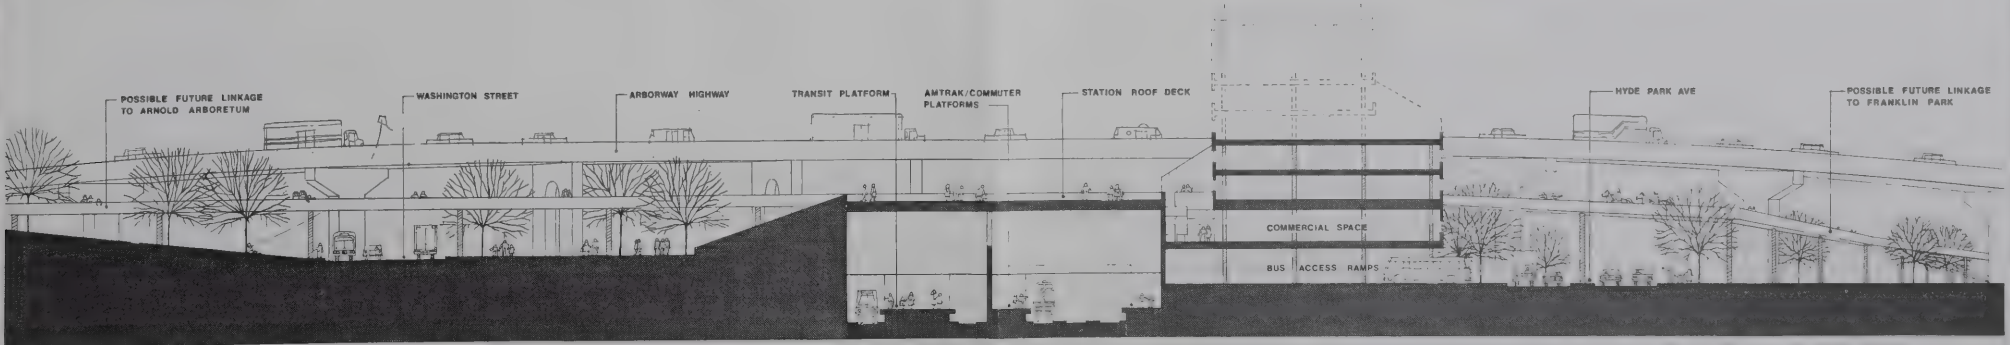 POSSIBLE FUTURE LINKAGE
TO ARNOLD ARBORETUM
WASHINGTON STREET
ARBORWAY HIGHWAY
TRANSIT PLATFORM
AMTRAK/COMMUTER
PLATFORMS
STATION ROOF DECK
HYDE PARK AVE
POSSIBLE FUTURE LINKAGE
TO FRANKLIN PARK
COMMERCIAL SPACE
BUS ACCESS RAMPS